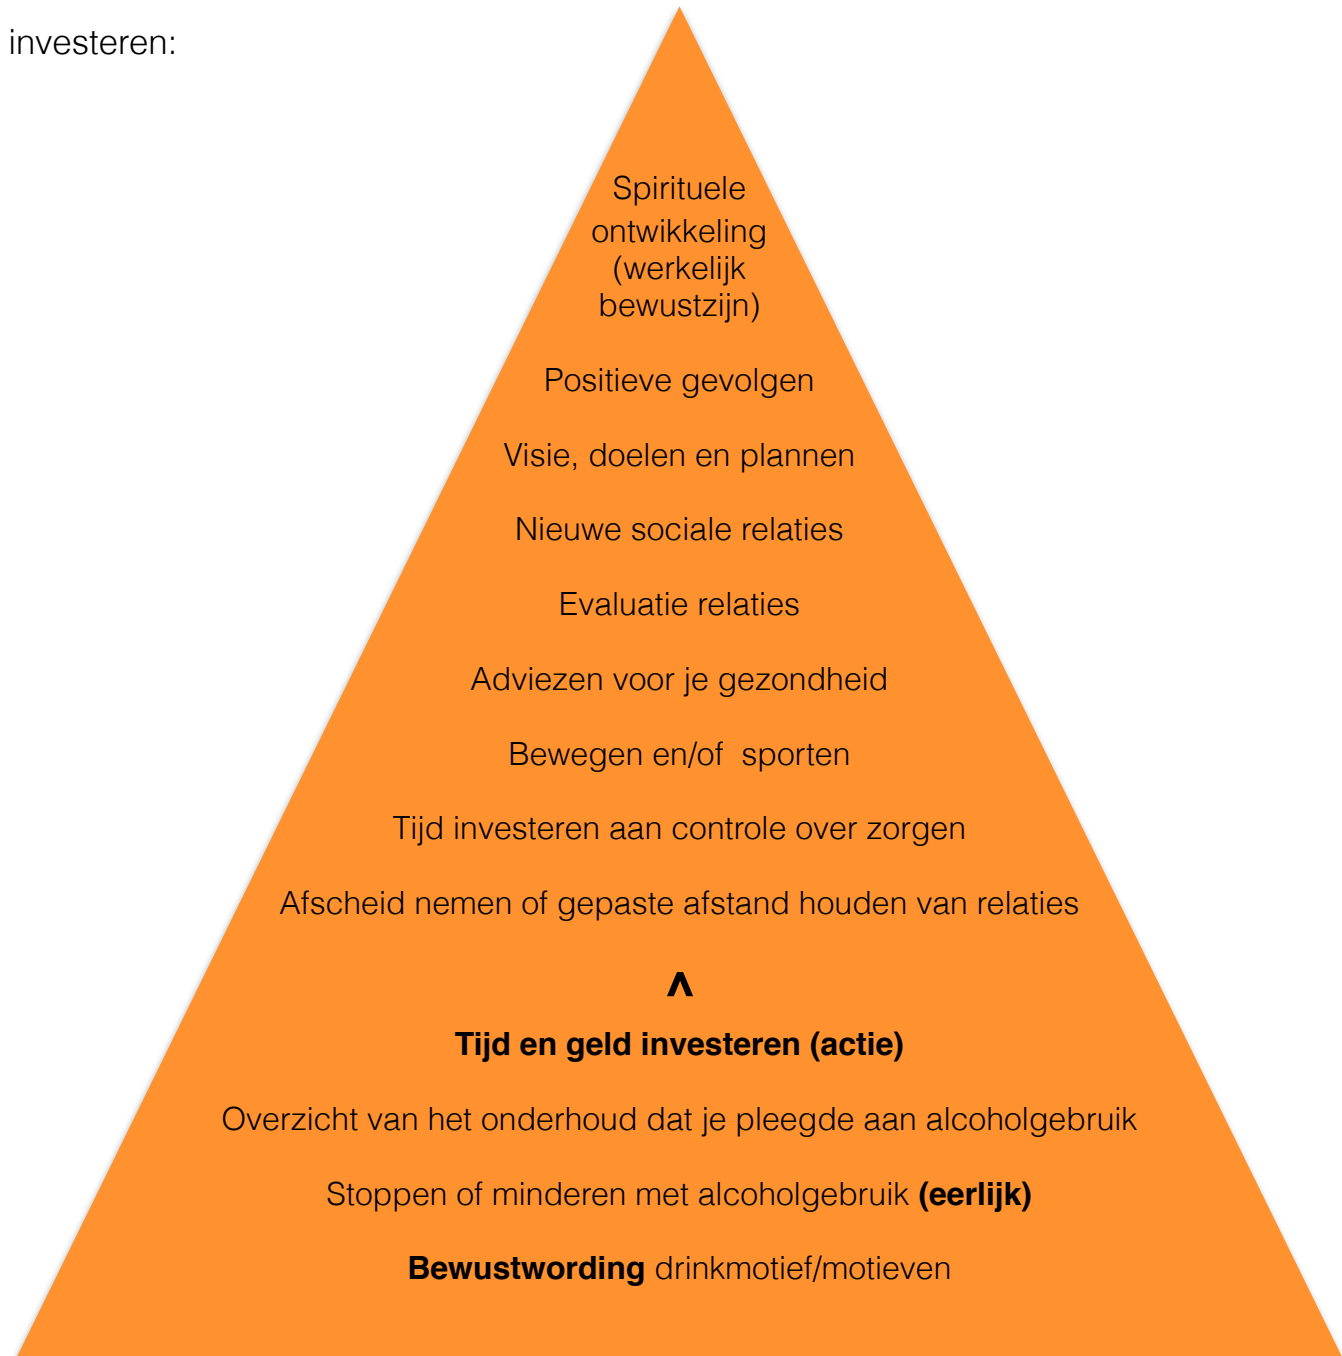 investeren:
Spirituele
ontwikkeling
(werkelijk
bewustzijn)
Positieve gevolgen
Visie, doelen en plannen
Nieuwe sociale relaties
Evaluatie relaties
Adviezen voor je gezondheid
Bewegen en/of  sporten
Tijd investeren aan controle over zorgen
Afscheid nemen of gepaste afstand houden van relaties
^
Tijd en geld investeren (actie)
Overzicht van het onderhoud dat je pleegde aan alcoholgebruik
Stoppen of minderen met alcoholgebruik (eerlijk)
Bewustwording drinkmotief/motieven